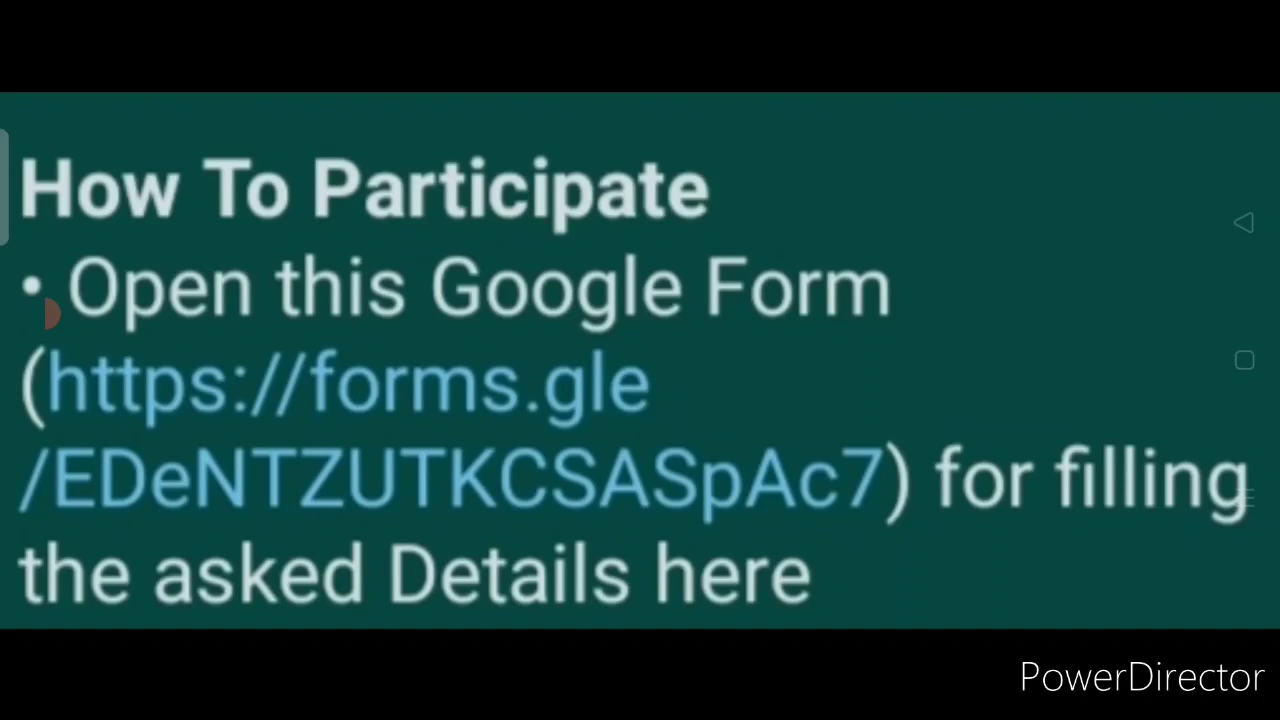 How To Participate
• Open this Google Form
(https://forms.gle
/EDeNTZUTKCSASpAc7) for filling
the asked Details here
PowerDirector